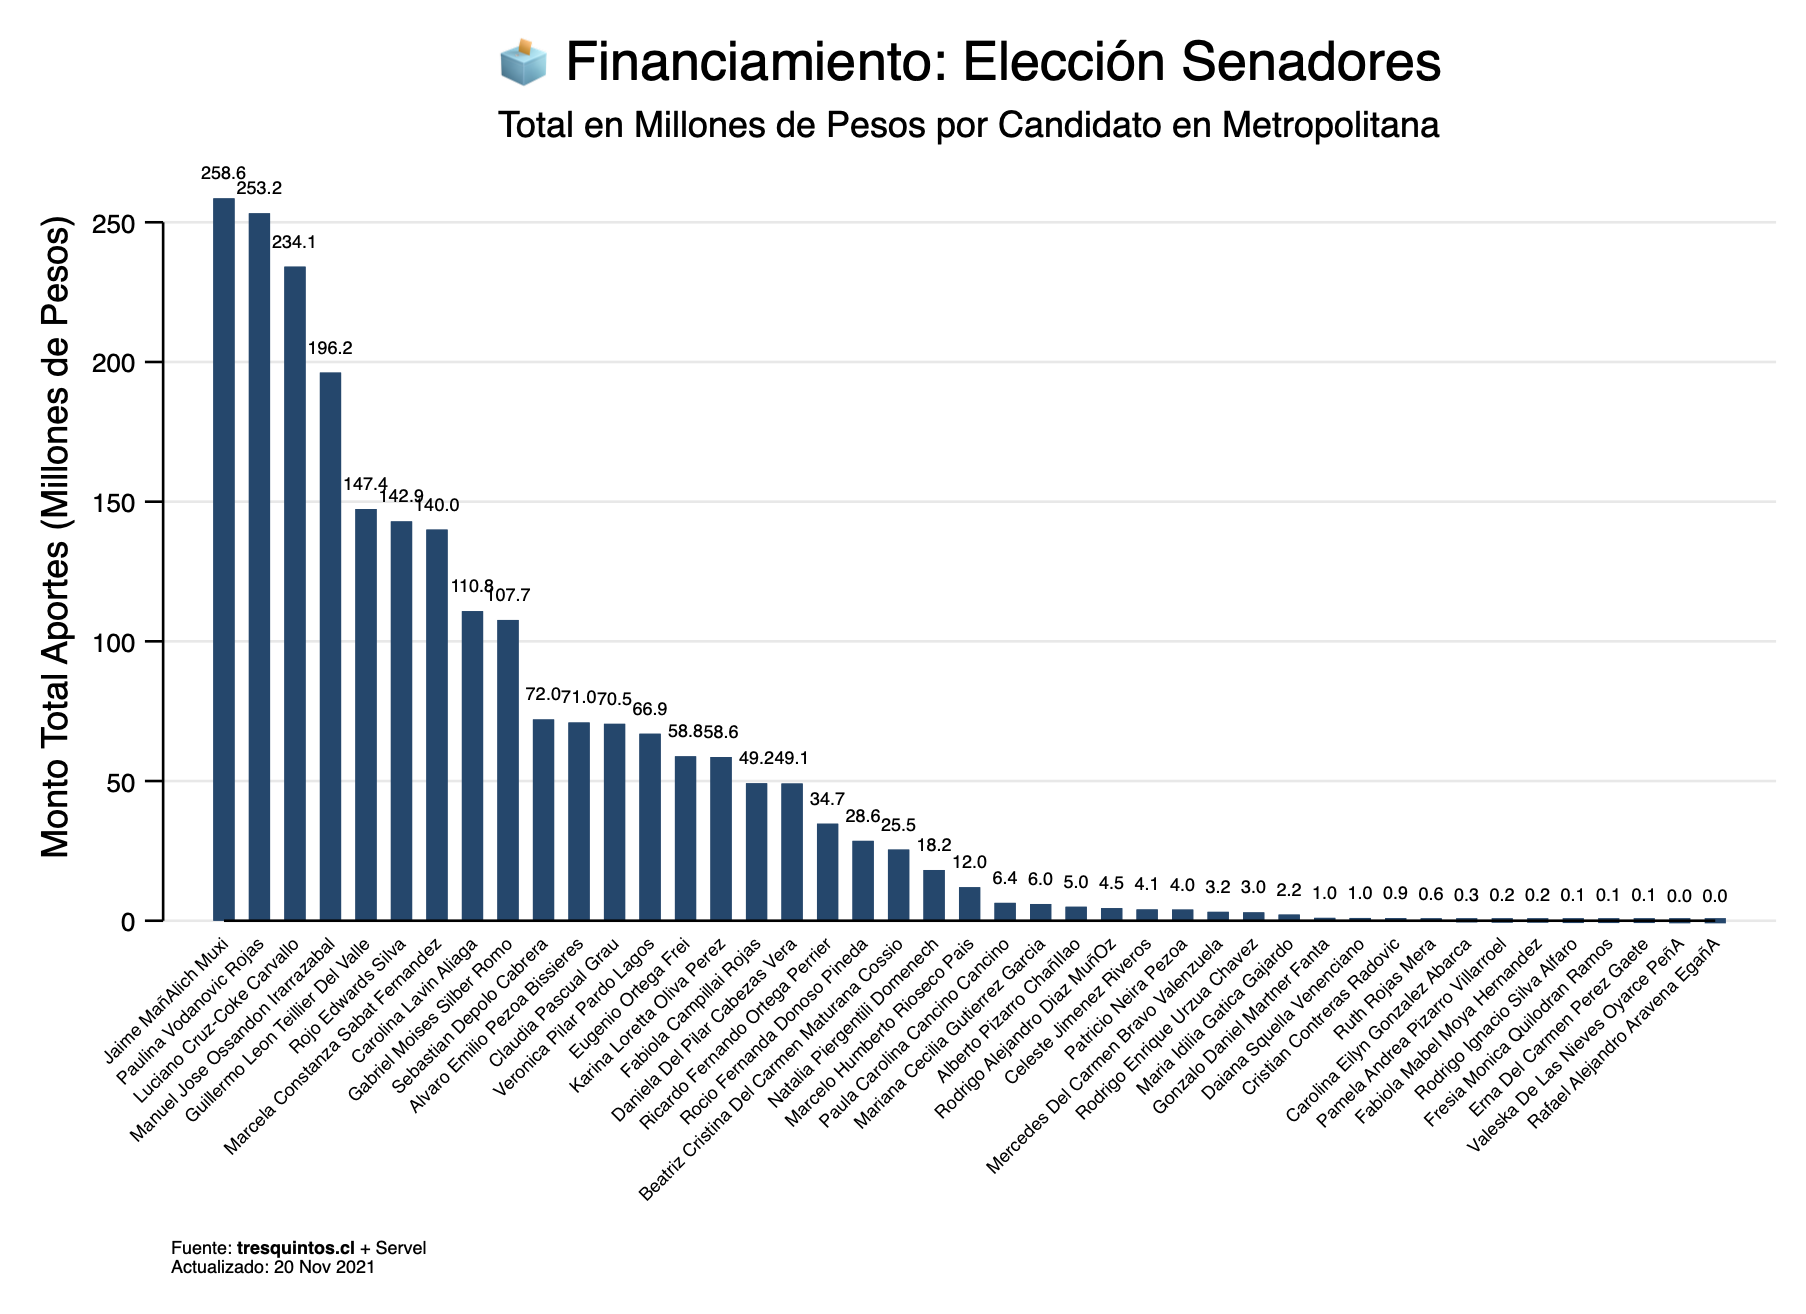 Financiamiento: Elección Senadores
Total en Millones de Pesos por Candidato en Metropolitana
Monto Total Aportes (Millones de Pesos)
250
200
150
100
50
0
258.6
253.2
234.1
196.2
147.4
142.9
140.0
110.8
107.7
72.0
71.0
70.5
66.9
58.8
58.6
49.2
49.1
34.7
28.6
25.5
18.2
12.0
6.4
6.0
5.0
4.5
4.1
4.0
3.2
3.0
2.2
1.0
1.0
0.9
0.6
0.3
0.2
0.2
0.1
0.1
0.1
0.0
0.0
Jaime MañAlich Muxi
Paulina Vodanovic Rojas
Luciano Cruz-Coke Carvallo
Manuel Jose Ossandon Irarrazabal
Guillermo Leon Teillier Del Valle
Rojo Edwards Silva
Marcela Constanza Sabat Fernandez
Carolina Lavin Aliaga
Gabriel Moises Silber Romo
Sebastian Depolo Cabrera
Alvaro Emilio Pezoa Bissieres
Claudia Pascual Grau
Veronica Pilar Pardo Lagos
Eugenio Ortega Frei
Karina Loretta Oliva Perez
Fabiola Campillai Rojas
Daniela Del Pilar Cabezas Vera
Ricardo Fernando Ortega Perrier
Rocio Fernanda Donoso Pineda
Beatriz Cristina Del Carmen Maturana Cossio
Natalia Piergentili Domenech
Marcelo Humberto Rioseco Pais
Paula Carolina Cancino Cancino
Mariana Cecilia Gutierrez Garcia
Alberto Pizarro Chañllao
Rodrigo Alejandro Diaz MuñOz
Celeste Jimenez Riveros
Patricio Neira Pezoa
Mercedes Del Carmen Bravo Valenzuela
Rodrigo Enrique Urzua Chavez
Maria Idilia Gatica Gajardo
Gonzalo Daniel Martner Fanta
Daiana Squella Venenciano
Cristian Contreras Radovic
Ruth Rojas Mera
Carolina Eilyn Gonzalez Abarca
Pamela Andrea Pizarro Villarroel
Fabiola Mabel Moya Hernandez
Rodrigo Ignacio Silva Alfaro
Fresia Monica Quilodran Ramos
Erna Del Carmen Perez Gaete
Valeska De Las Nieves Oyarce PeñA
Rafael Alejandro Aravena EgañA
Fuente: tresquintos.cl + Servel
Actualizado: 20 Nov 2021